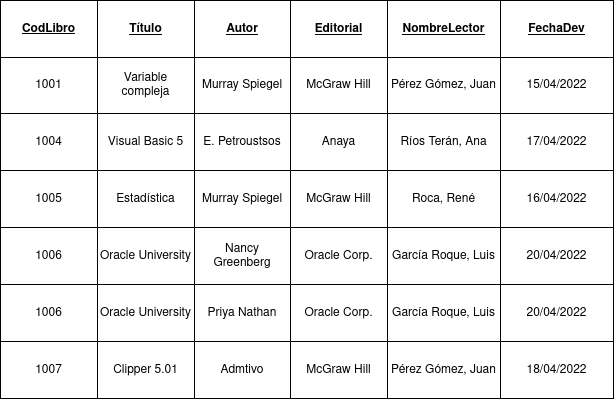 CodLibro Título Autor Editorial NombreLector FechaDev
1001 Variable compleja Murray Spiegel McGraw Hill Pérez Gómez, Juan 15/04/2022
1004 Visual Basic 5 E. Petroustsos Anaya Ríos Terán, Ana 17/04/2022
1005 Estadística Murray Spiegel McGraw Hill Roca, René 16/04/2022
1006 Oracle University Nancy Greenberg Oracle Corp. García Roque, Luis 20/04/2022
1006 Oracle University Priya Nathan Oracle Corp. García Roque, Luis 20/04/2022
1007 Clipper 5.01 Admtivo McGraw Hill Pérez Gómez, Juan 18/04/2022